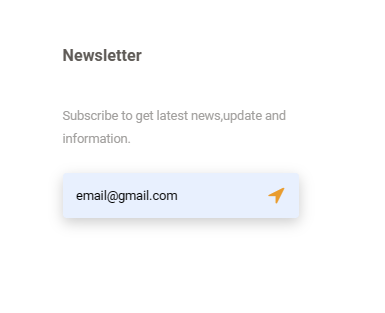 Newsletter
Subscribe to get latest news,update and
information.
email@gmail.com